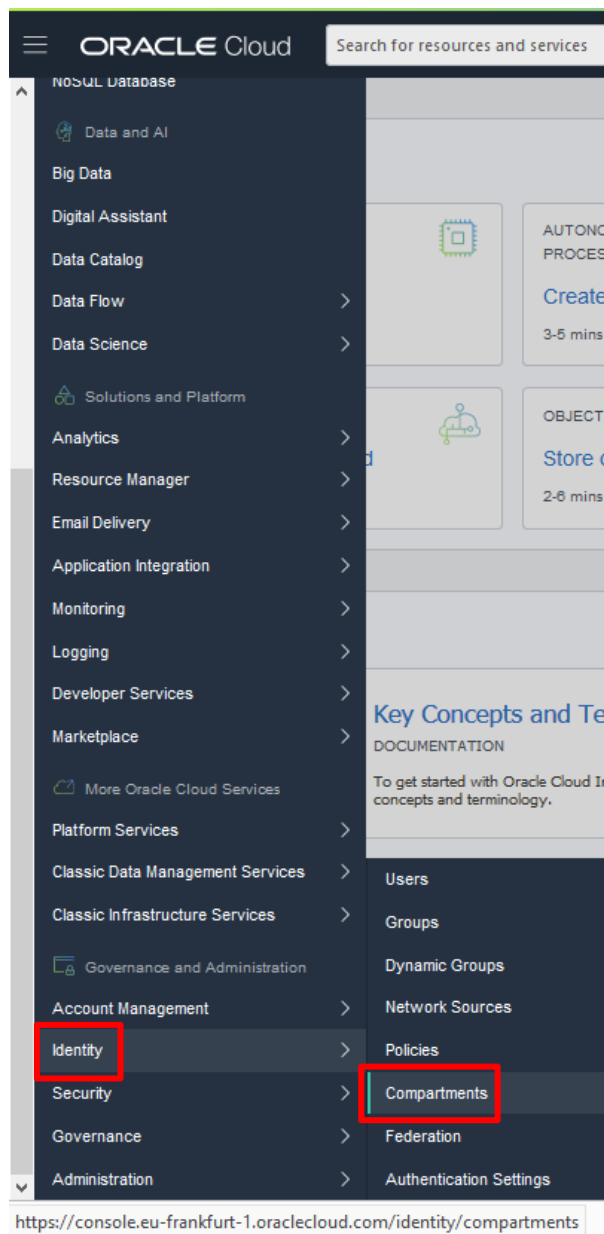 ORACLE Cloud
Search for resources and services
NoSQL Database
Data and AI
Big Data
Digital Assistant
Data Catalog
Data Flow
Data Science
Solutions and Platform
Analytics
Resource Manager
Email Delivery
Application Integration
Monitoring
Logging
Developer Services
Marketplace
More Oracle Cloud Services
Platform Services
Classic Data Management Services
Classic Infrastructure Services
Governance and Administration
Account Management
Identity
Security
Governance
Administration
AUTONO
PROCES
Create
3-5 mins
d
OBJECT
Store
2-6 mins
Key Concepts and Te
DOCUMENTATION
To get started with Oracle Cloud I
concepts and terminology.
Users
Groups
Dynamic Groups
Network Sources
Policies
Compartments
Federation
Authentication Settings
https://console.eu-frankfurt-1.oraclecloud.com/identity/compartments